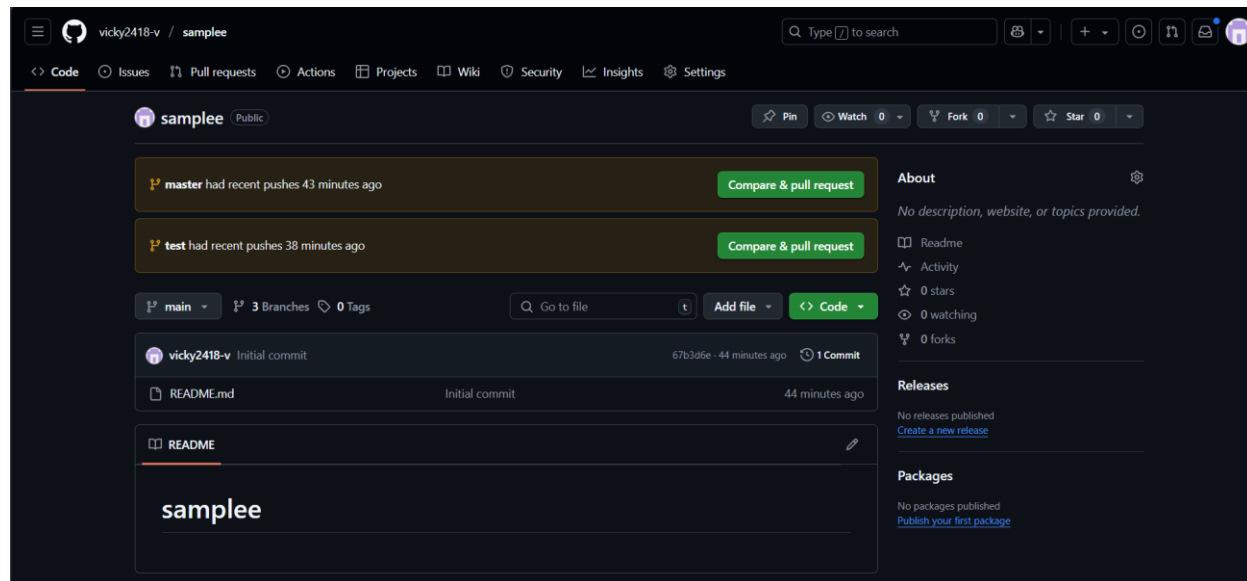 vicky2418-v / samplee
Type / to search
Code Issues Pull requests Actions Projects Wiki Security Insights Settings
samplee Public
Pin Watch 0 Fork 0 Star 0
master had recent pushes 43 minutes ago
Compare & pull request
test had recent pushes 38 minutes ago
Compare & pull request
main 3 Branches 0 Tags
Go to file t Add file Code
vicky2418-v Initial commit 67b3d6e · 44 minutes ago 1 Commit
README.md Initial commit 44 minutes ago
README
samplee
About
No description, website, or topics provided.
Readme
Activity
0 stars
0 watching
0 forks
Releases
No releases published
Create a new release
Packages
No packages published
Publish your first package